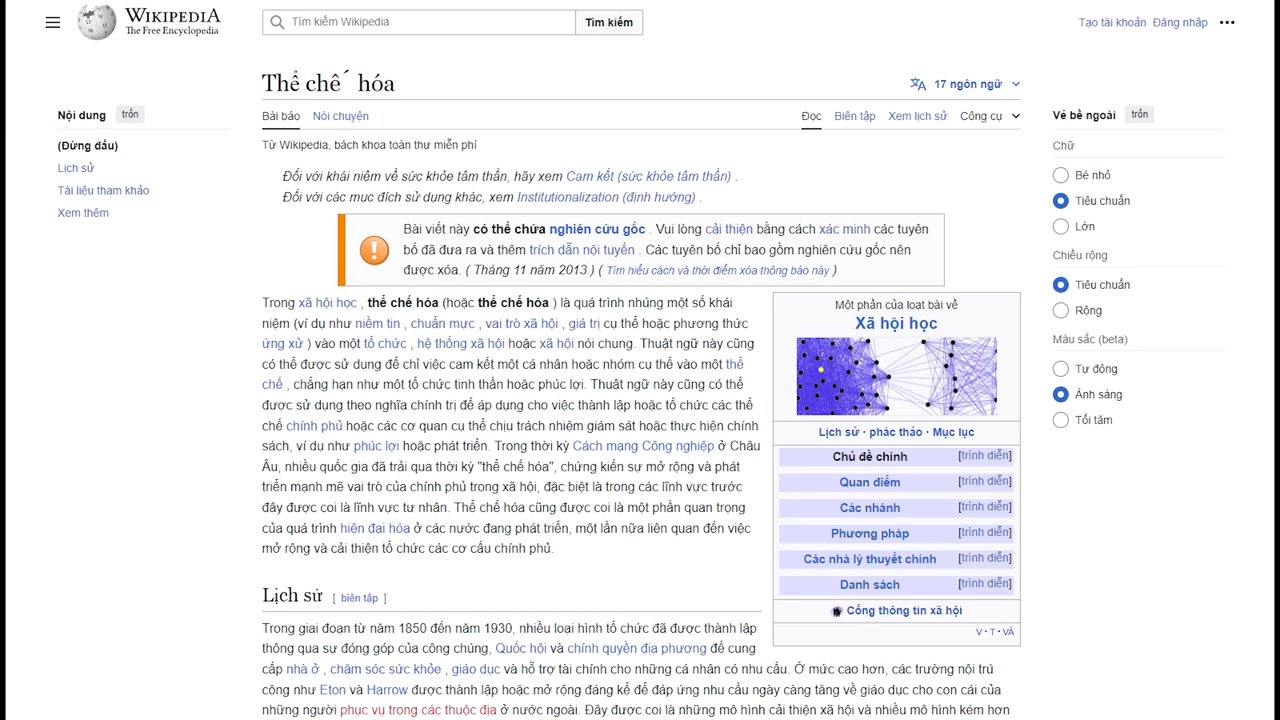 WIKIPEDIA
The Free Encyclopedia
Tìm kiếm Wikipedia
Tìm kiếm
Tạo tài khoản Đăng nhập
Thể chế hóa
17 ngôn ngữ
Nội dung trốn
(Đừng đầu)
Lịch sử
Tài liệu tham khảo
Xem thêm
Bài báo Nói chuyện
Đọc Biên tập Xem lịch sử Công cụ
Từ Wikipedia, bách khoa toàn thư miễn phí
Đối với khái niệm về sức khỏe tâm thần, hãy xem Cam kết (sức khỏe tâm thần) .
Đối với các mục đích sử dụng khác, xem Institutionalization (định hướng) .
Bài viết này có thể chứa nghiên cứu gốc . Vui lòng cải thiện bằng cách xác minh các tuyên
bố đã đưa ra và thêm trích dẫn nội tuyến . Các tuyên bố chỉ bao gồm nghiên cứu gốc nên
được xóa. ( Tháng 11 năm 2013 ) ( Tìm hiểu cách và thời điểm xóa thông báo này )
Trong xã hội học , thể chế hóa (hoặc thể chế hóa ) là quá trình nhúng một số khái
niệm (ví dụ như niềm tin , chuẩn mực , vai trò xã hội , giá trị cụ thể hoặc phương thức
ứng xử ) vào một tổ chức , hệ thống xã hội hoặc xã hội nói chung. Thuật ngữ này cũng
có thể được sử dụng để chỉ việc cam kết một cá nhân hoặc nhóm cụ thể vào một thể
chế , chẳng hạn như một tổ chức tinh thần hoặc phúc lợi. Thuật ngữ này cũng có thể
được sử dụng theo nghĩa chính trị để áp dụng cho việc thành lập hoặc tổ chức các thể
chế chính phủ hoặc các cơ quan cụ thể chịu trách nhiệm giám sát hoặc thực hiện chính
sách, ví dụ như phúc lợi hoặc phát triển. Trong thời kỳ Cách mạng Công nghiệp ở Châu
Âu, nhiều quốc gia đã trải qua thời kỳ "thể chế hóa", chứng kiến sự mở rộng và phát
triển mạnh mẽ vai trò của chính phủ trong xã hội, đặc biệt là trong các lĩnh vực trước
đây được coi là lĩnh vực tư nhân. Thể chế hóa cũng được coi là một phần quan trọng
của quá trình hiện đại hóa ở các nước đang phát triển, một lần nữa liên quan đến việc
mở rộng và cải thiện tổ chức các cơ cấu chính phủ.
Một phần của loạt bài về
Xã hội học
Lịch sử · phác thảo · Mục lục
Chủ đề chính [trình diễn]
Quan điểm [trình diễn]
Các nhánh [trình diễn]
Phương pháp [trình diễn]
Các nhà lý thuyết chính [trình diễn]
Danh sách [trình diễn]
Cổng thông tin xã hội
V · T · VÀ
Lịch sử [ biên tập ]
Trong giai đoạn từ năm 1850 đến năm 1930, nhiều loại hình tổ chức đã được thành lập
thông qua sự đóng góp của công chúng, Quốc hội và chính quyền địa phương để cung
cấp nhà ở , chăm sóc sức khỏe , giáo dục và hỗ trợ tài chính cho những cá nhân có nhu cầu. Ở mức cao hơn, các trường nội trú
công như Eton và Harrow được thành lập hoặc mở rộng đáng kể để đáp ứng nhu cầu ngày càng tăng về giáo dục cho con cái của
những người phục vụ trong các thuộc địa ở nước ngoài. Đây được coi là những mô hình cải thiện xã hội và nhiều mô hình kém hơn
Vẻ bề ngoài trốn
Chữ
Bé nhỏ
Tiêu chuẩn
Lớn
Chiều rộng
Tiêu chuẩn
Rộng
Màu sắc (beta)
Tự động
Ánh sáng
Tối tăm